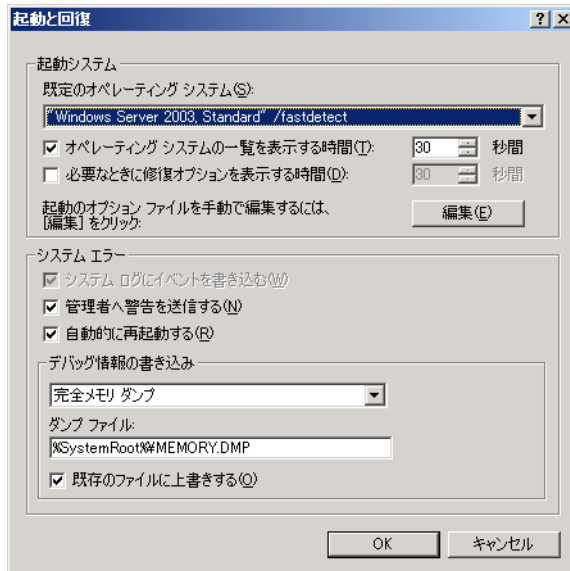 起動と回復
起動システム
既定のオペレーティング システム(S):
"Windows Server 2003, Standard" /fastdetect
オペレーティング システムの一覧を表示する時間(T): 30 秒間
必要なときに修復オプションを表示する時間(D): 30 秒間
起動のオプション ファイルを手動で編集するには、
[編集] をクリック:
編集(E)
システム エラー
システム ログにイベントを書き込む(W)
管理者へ警告を送信する(N)
自動的に再起動する(R)
デバッグ情報の書き込み
完全メモリ ダンプ
ダンプ ファイル:
%SystemRoot%¥MEMORY.DMP
既存のファイルに上書きする(O)
OK キャンセル